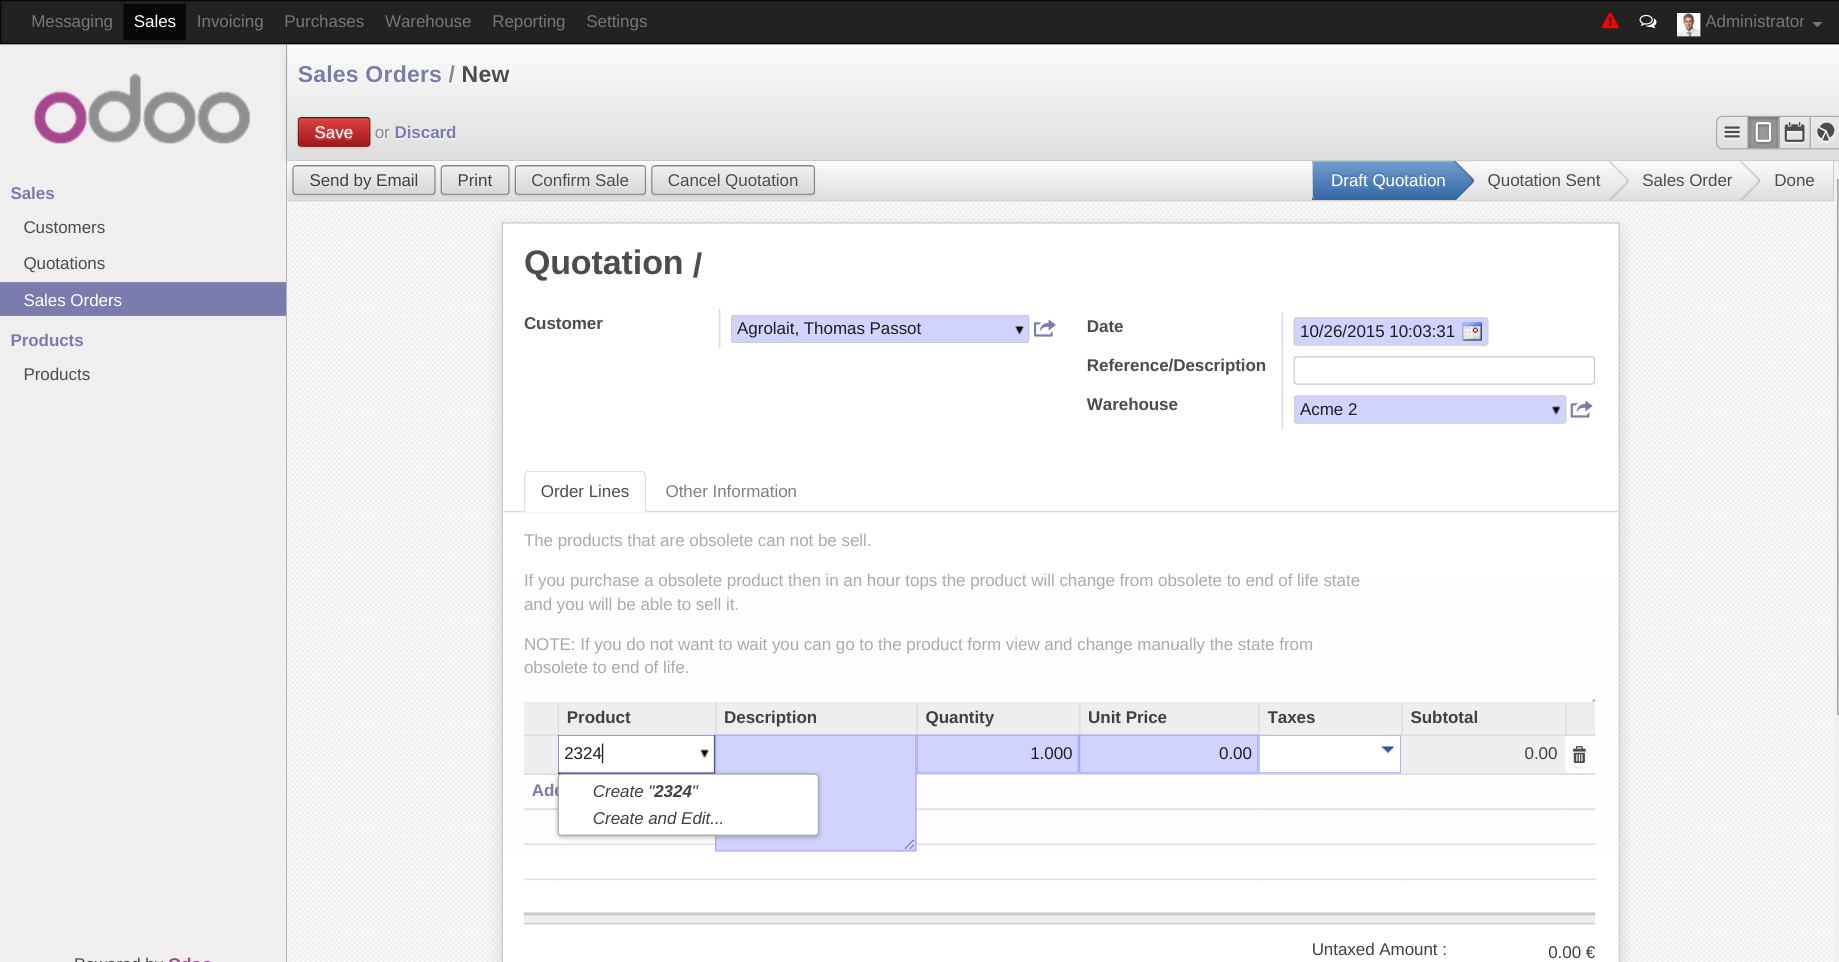 Messaging Sales Invoicing Purchases Warehouse Reporting Settings Administrator
odoo
Sales
Customers
Quotations
Sales Orders
Products
Products
Powered by Odoo
Sales Orders / New
Save or Discard
Send by Email Print Confirm Sale Cancel Quotation Draft Quotation Quotation Sent Sales Order Done
Quotation /
Customer Agrolait, Thomas Passot
Date 10/26/2015 10:03:31
Reference/Description
Warehouse Acme 2
Order Lines Other Information
The products that are obsolete can not be sell.
If you purchase a obsolete product then in an hour tops the product will change from obsolete to end of life state
and you will be able to sell it.
NOTE: If you do not want to wait you can go to the product form view and change manually the state from
obsolete to end of life.
Product Description Quantity Unit Price Taxes Subtotal
2324 1.000 0.00 0.00
Create "2324"
Create and Edit...
Untaxed Amount : 0.00 €